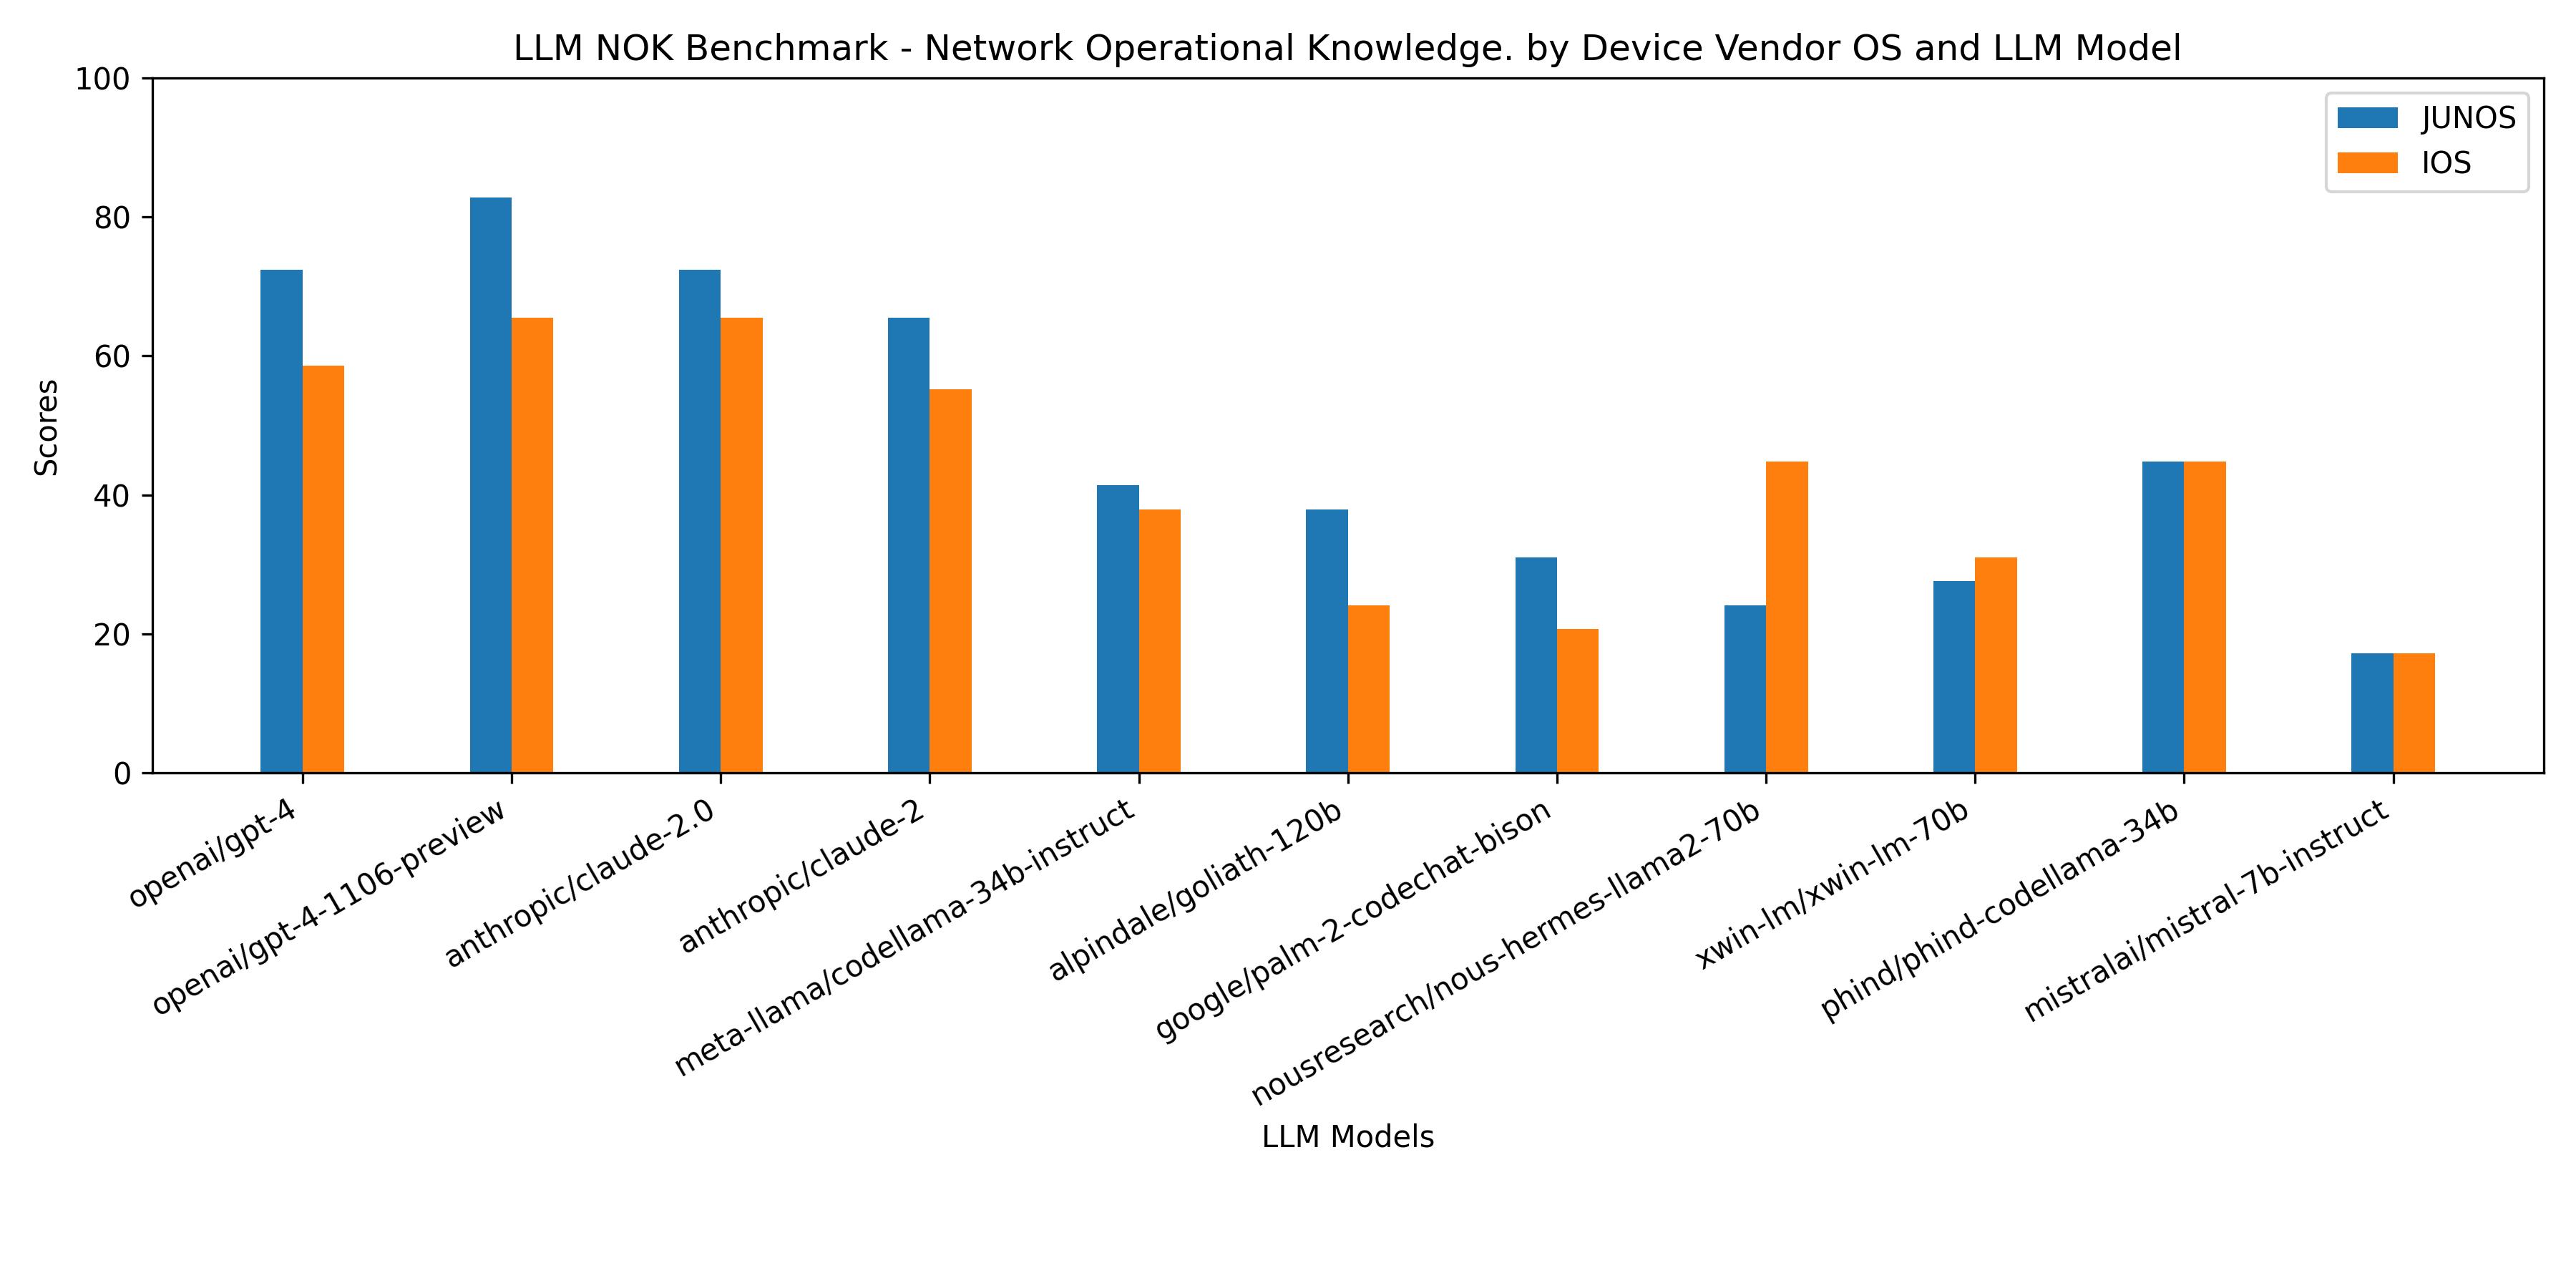 LLM NOK Benchmark - Network Operational Knowledge. by Device Vendor OS and LLM Model
100
80
60
40
20
0
Scores
JUNOS
IOS
openai/gpt-4
openai/gpt-4-1106-preview
anthropic/claude-2.0
anthropic/claude-2
meta-llama/codellama-34b-instruct
alpindale/goliath-120b
google/palm-2-codechat-bison
nousresearch/nous-hermes-llama2-70b
xwin-lm/xwin-lm-70b
phind/phind-codellama-34b
mistralai/mistral-7b-instruct
LLM Models